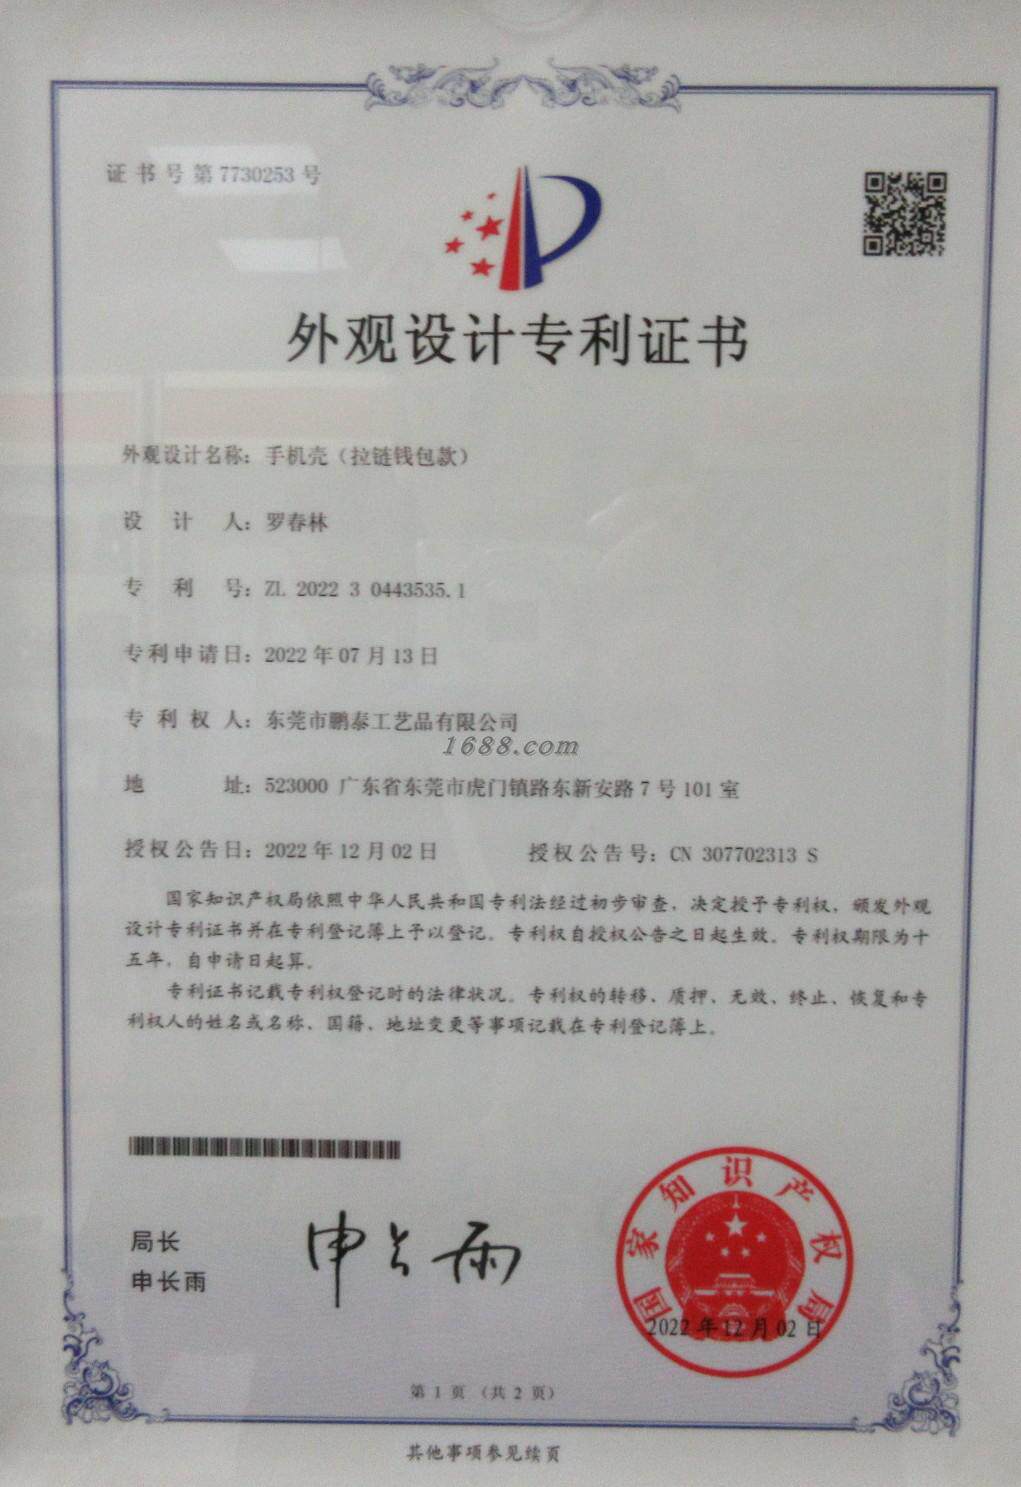 证书号第7730253号
外观设计专利证书
外观设计名称：手机壳（拉链钱包款）
设计人：罗春林
专利号：ZL 2022 3 0443535.1
专利申请日：2022年07月13日
专利权人：东莞市鹏泰工艺品有限公司
1688.com
地址：523000 广东省东莞市虎门镇路东新安路7号101室
授权公告日：2022年12月02日 授权公告号：CN 307702313 S
国家知识产权局依照中华人民共和国专利法经过初步审查，决定授予专利权，颁发外观
设计专利证书并在专利登记簿上予以登记。专利权自授权公告之日起生效。专利权期限为十
五年，自申请日起算。
专利证书记载专利权登记时的法律状况。专利权的转移、质押、无效、终止、恢复和专
利权人的姓名或名称、国籍、地址变更等事项记载在专利登记簿上。
局长
申长雨
申长雨
国家知识产权局
2022年12月02日
第1页（共2页）
其他事项参见续页